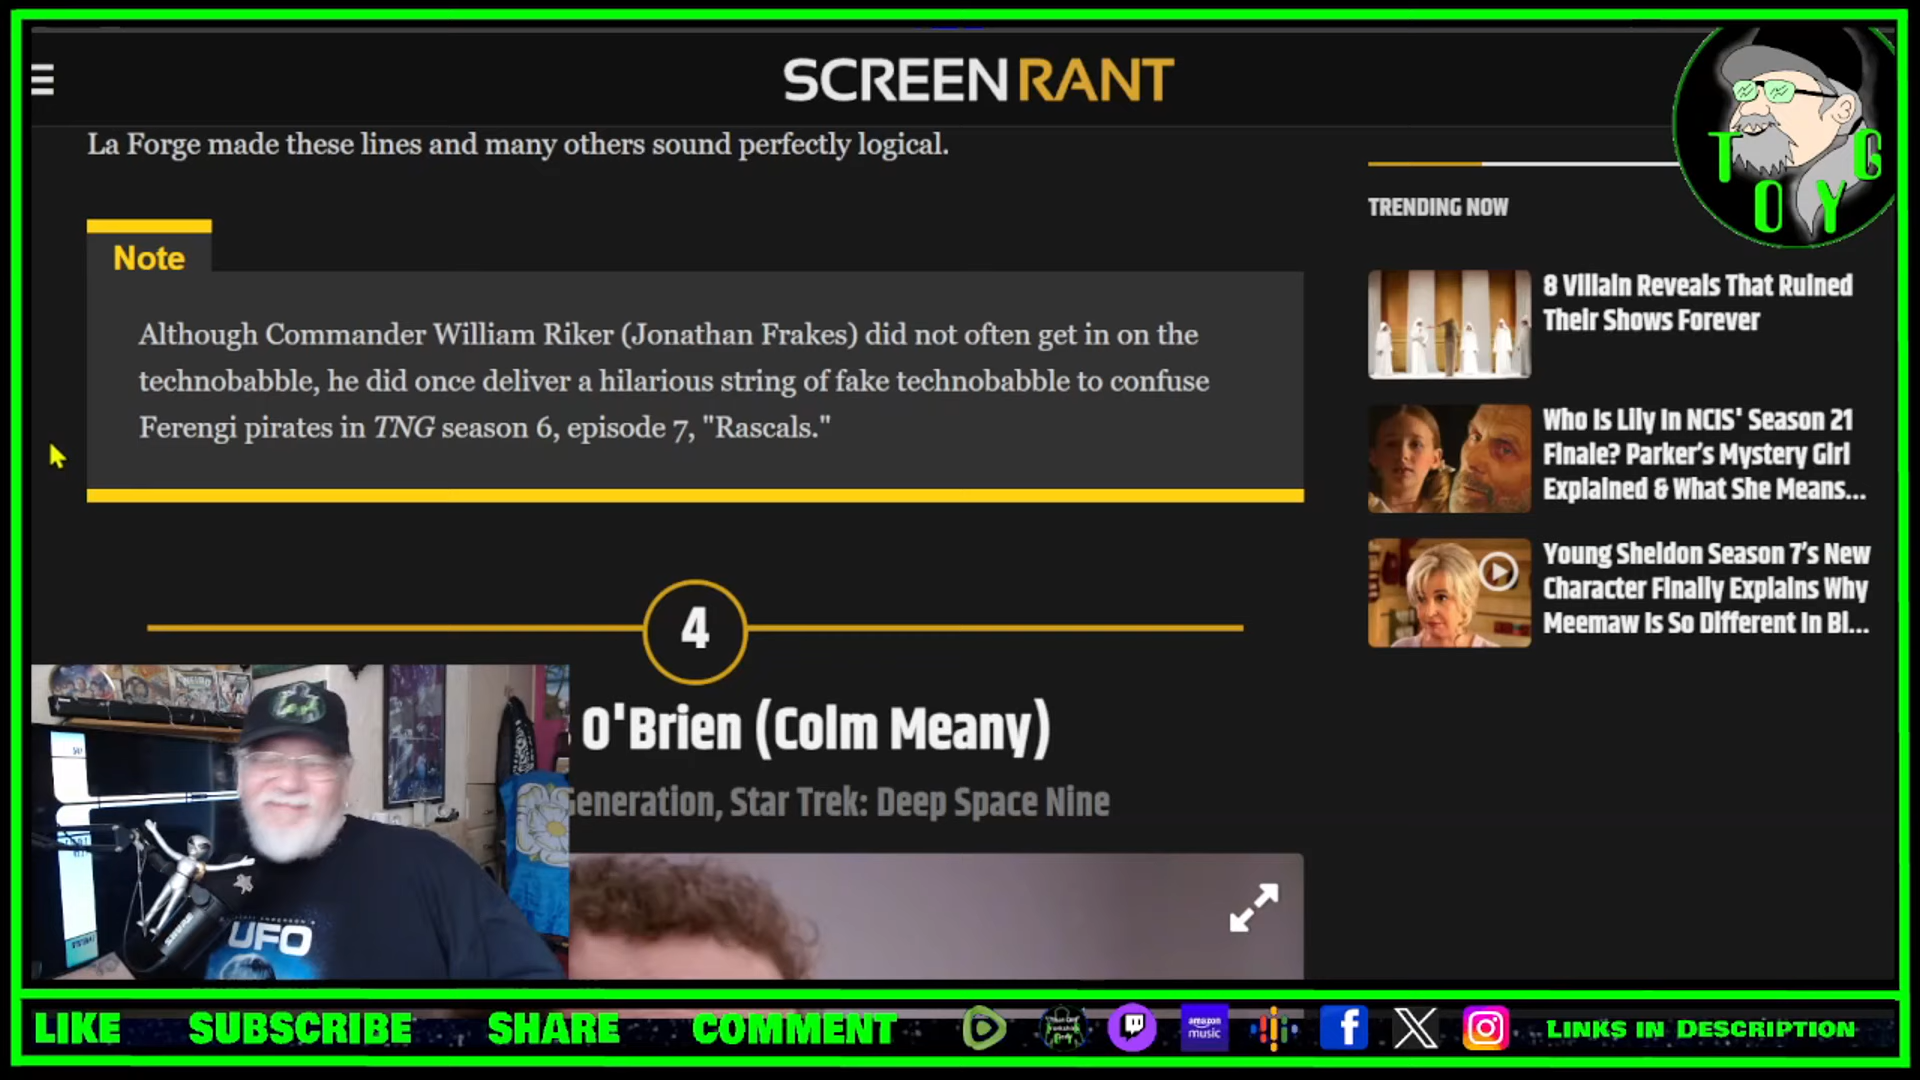 SCREENRANT
La Forge made these lines and many others sound perfectly logical.
Note
Although Commander William Riker (Jonathan Frakes) did not often get in on the
technobabble, he did once deliver a hilarious string of fake technobabble to confuse
Ferengi pirates in TNG season 6, episode 7, "Rascals."
4
O'Brien (Colm Meany)
Generation, Star Trek: Deep Space Nine
TRENDING NOW
8 Villain Reveals That Ruined
Their Shows Forever
Who Is Lily In NCIS' Season 21
Finale? Parker's Mystery Girl
Explained & What She Means...
Young Sheldon Season 7's New
Character Finally Explains Why
Meemaw Is So Different In BI...
T O Y G
UFO
SHURE
LIKE SUBSCRIBE SHARE COMMENT
amazon
music
LINKS IN DESCRIPTION